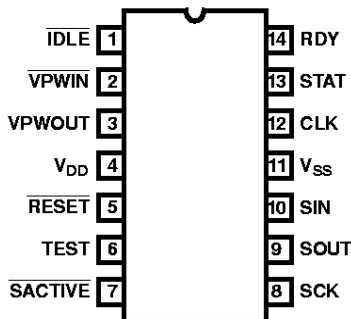 IDLE 1 14 RDY
VPWIN 2 13 STAT
VPWOUT 3 12 CLK
VDD 4 11 VSS
RESET 5 10 SIN
TEST 6 9 SOUT
SACTIVE 7 8 SCK